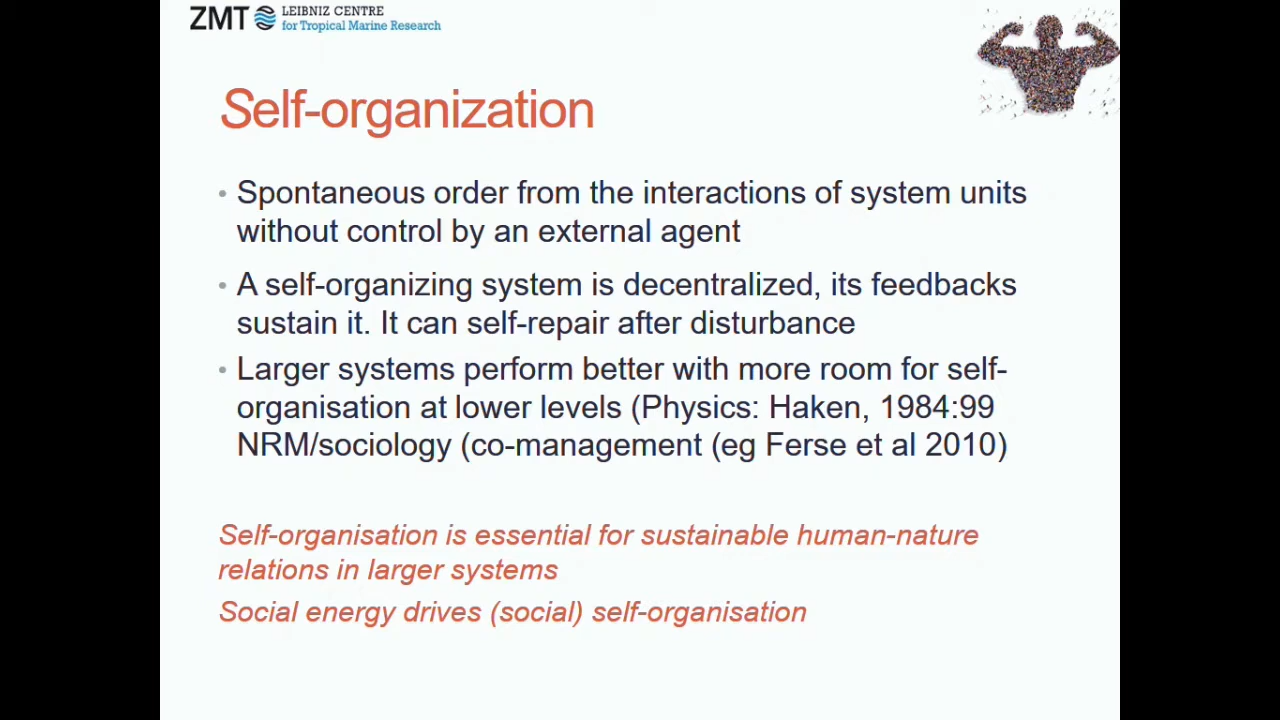 ZMT LEIBNIZ CENTRE
for Tropical Marine Research
Self-organization
• Spontaneous order from the interactions of system units
without control by an external agent
• A self-organizing system is decentralized, its feedbacks
sustain it. It can self-repair after disturbance
• Larger systems perform better with more room for self-
organisation at lower levels (Physics: Haken, 1984:99
NRM/sociology (co-management (eg Ferse et al 2010)
Self-organisation is essential for sustainable human-nature
relations in larger systems
Social energy drives (social) self-organisation